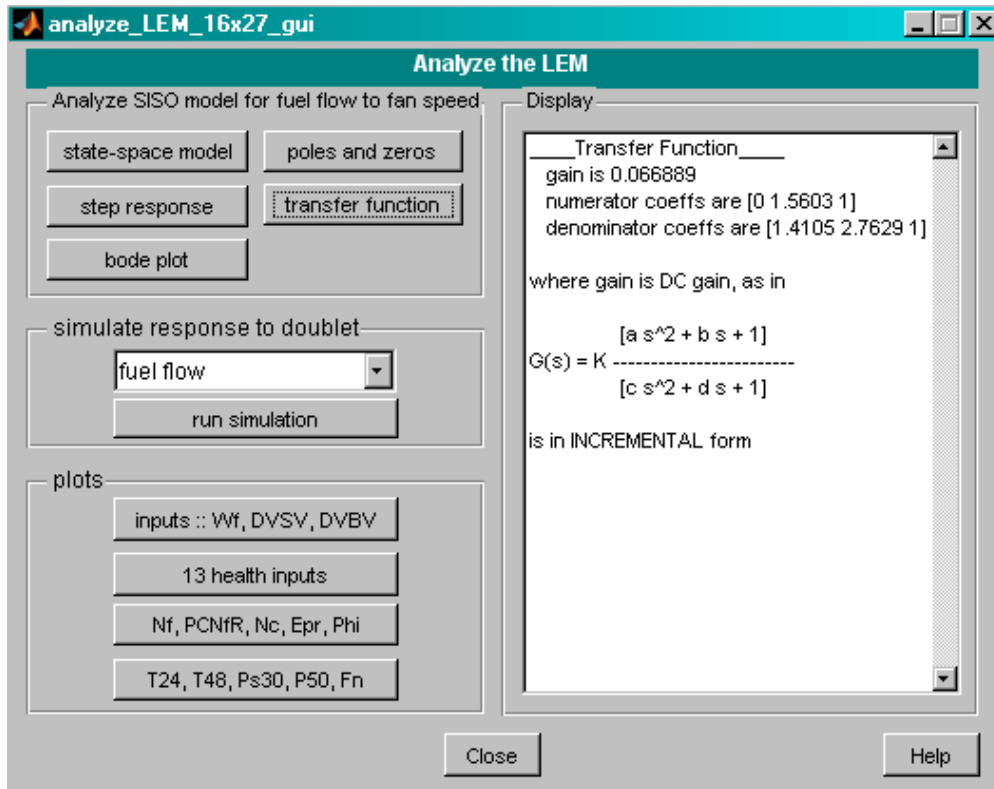 analyze_LEM_16x27_gui
Analyze the LEM
Analyze SISO model for fuel flow to fan speed
state-space model
poles and zeros
step response
transfer function
bode plot
simulate response to doublet
fuel flow
run simulation
plots
inputs :: Wf, DVSV, DVBV
13 health inputs
Nf, PCNfR, Nc, Epr, Phi
T24, T48, Ps30, P50, Fn
Display
____Transfer Function____
gain is 0.066889
numerator coeffs are [0 1.5603 1]
denominator coeffs are [1.4105 2.7629 1]
where gain is DC gain, as in
[a s^2 + b s + 1]
G(s) = K ------------------------
[c s^2 + d s + 1]
is in INCREMENTAL form
Close
Help